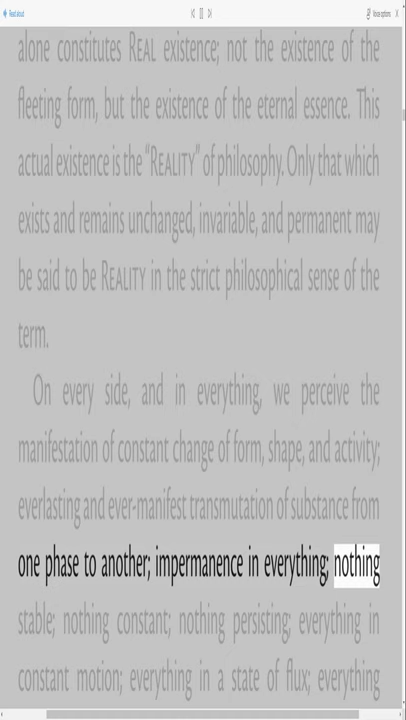 Read aloud
Voice options
alone constitutes REAL existence; not the existence of the
fleeting form, but the existence of the eternal essence. This
actual existence is the “REALITY” of philosophy. Only that which
exists and remains unchanged, invariable, and permanent may
be said to be REALITY in the strict philosophical sense of the
term.
On every side, and in everything, we perceive the
manifestation of constant change of form, shape, and activity;
everlasting and ever-manifest transmutation of substance from
one phase to another; impermanence in everything; nothing
stable; nothing constant; nothing persisting; everything in
constant motion; everything in a state of flux; everything